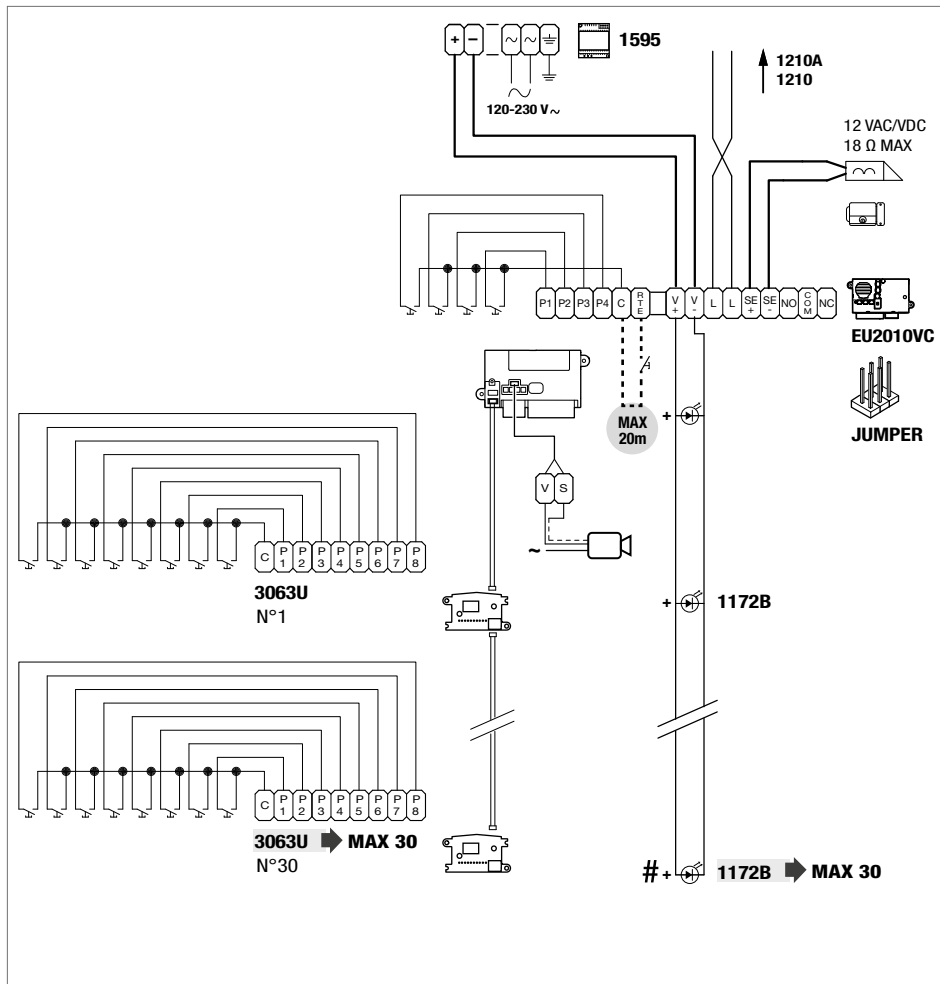 + − ~ ~
1595
120-230 V~
1210A
1210
12 VAC/VDC
18 Ω MAX
P1 P2 P3 P4 C RTE V+ V- L L SE+ SE- NO COM NC
EU2010VC
JUMPER
MAX
20m
+
V S
~
C P1 P2 P3 P4 P5 P6 P7 P8
3063U
N°1
+
1172B
C P1 P2 P3 P4 P5 P6 P7 P8
3063U MAX 30
N°30
# +
1172B MAX 30